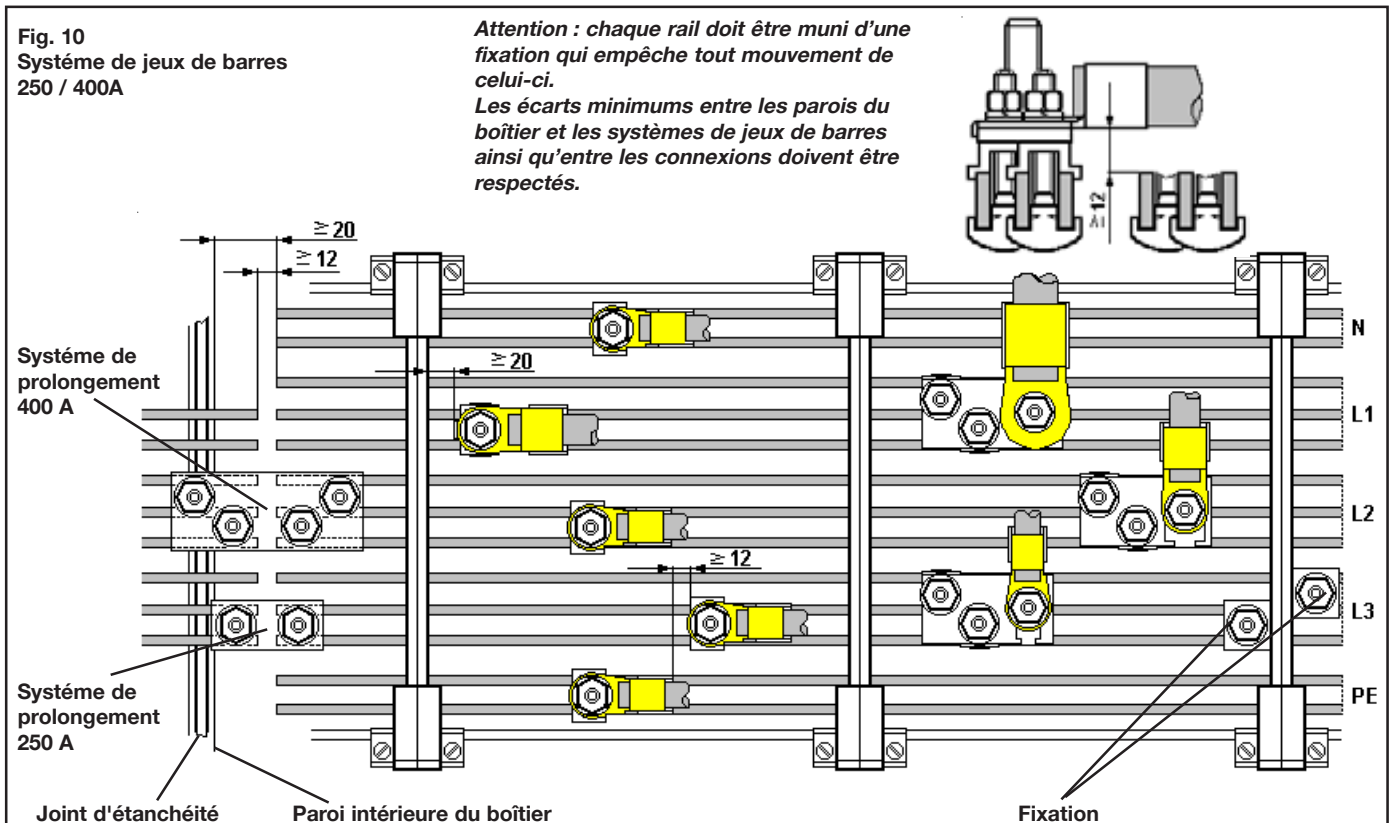 Fig. 10
Systéme de jeux de barres
250 / 400A
Attention : chaque rail doit être muni d'une
fixation qui empêche tout mouvement de
celui-ci.
Les écarts minimums entre les parois du
boîtier et les systèmes de jeux de barres
ainsi qu'entre les connexions doivent être
respectés.
≥ 12
≥ 20
≥ 12
N
Systéme de
prolongement
400 A
≥ 20
L1
L2
≥ 12
L3
Systéme de
prolongement
250 A
PE
Joint d'étanchéité
Paroi intérieure du boîtier
Fixation